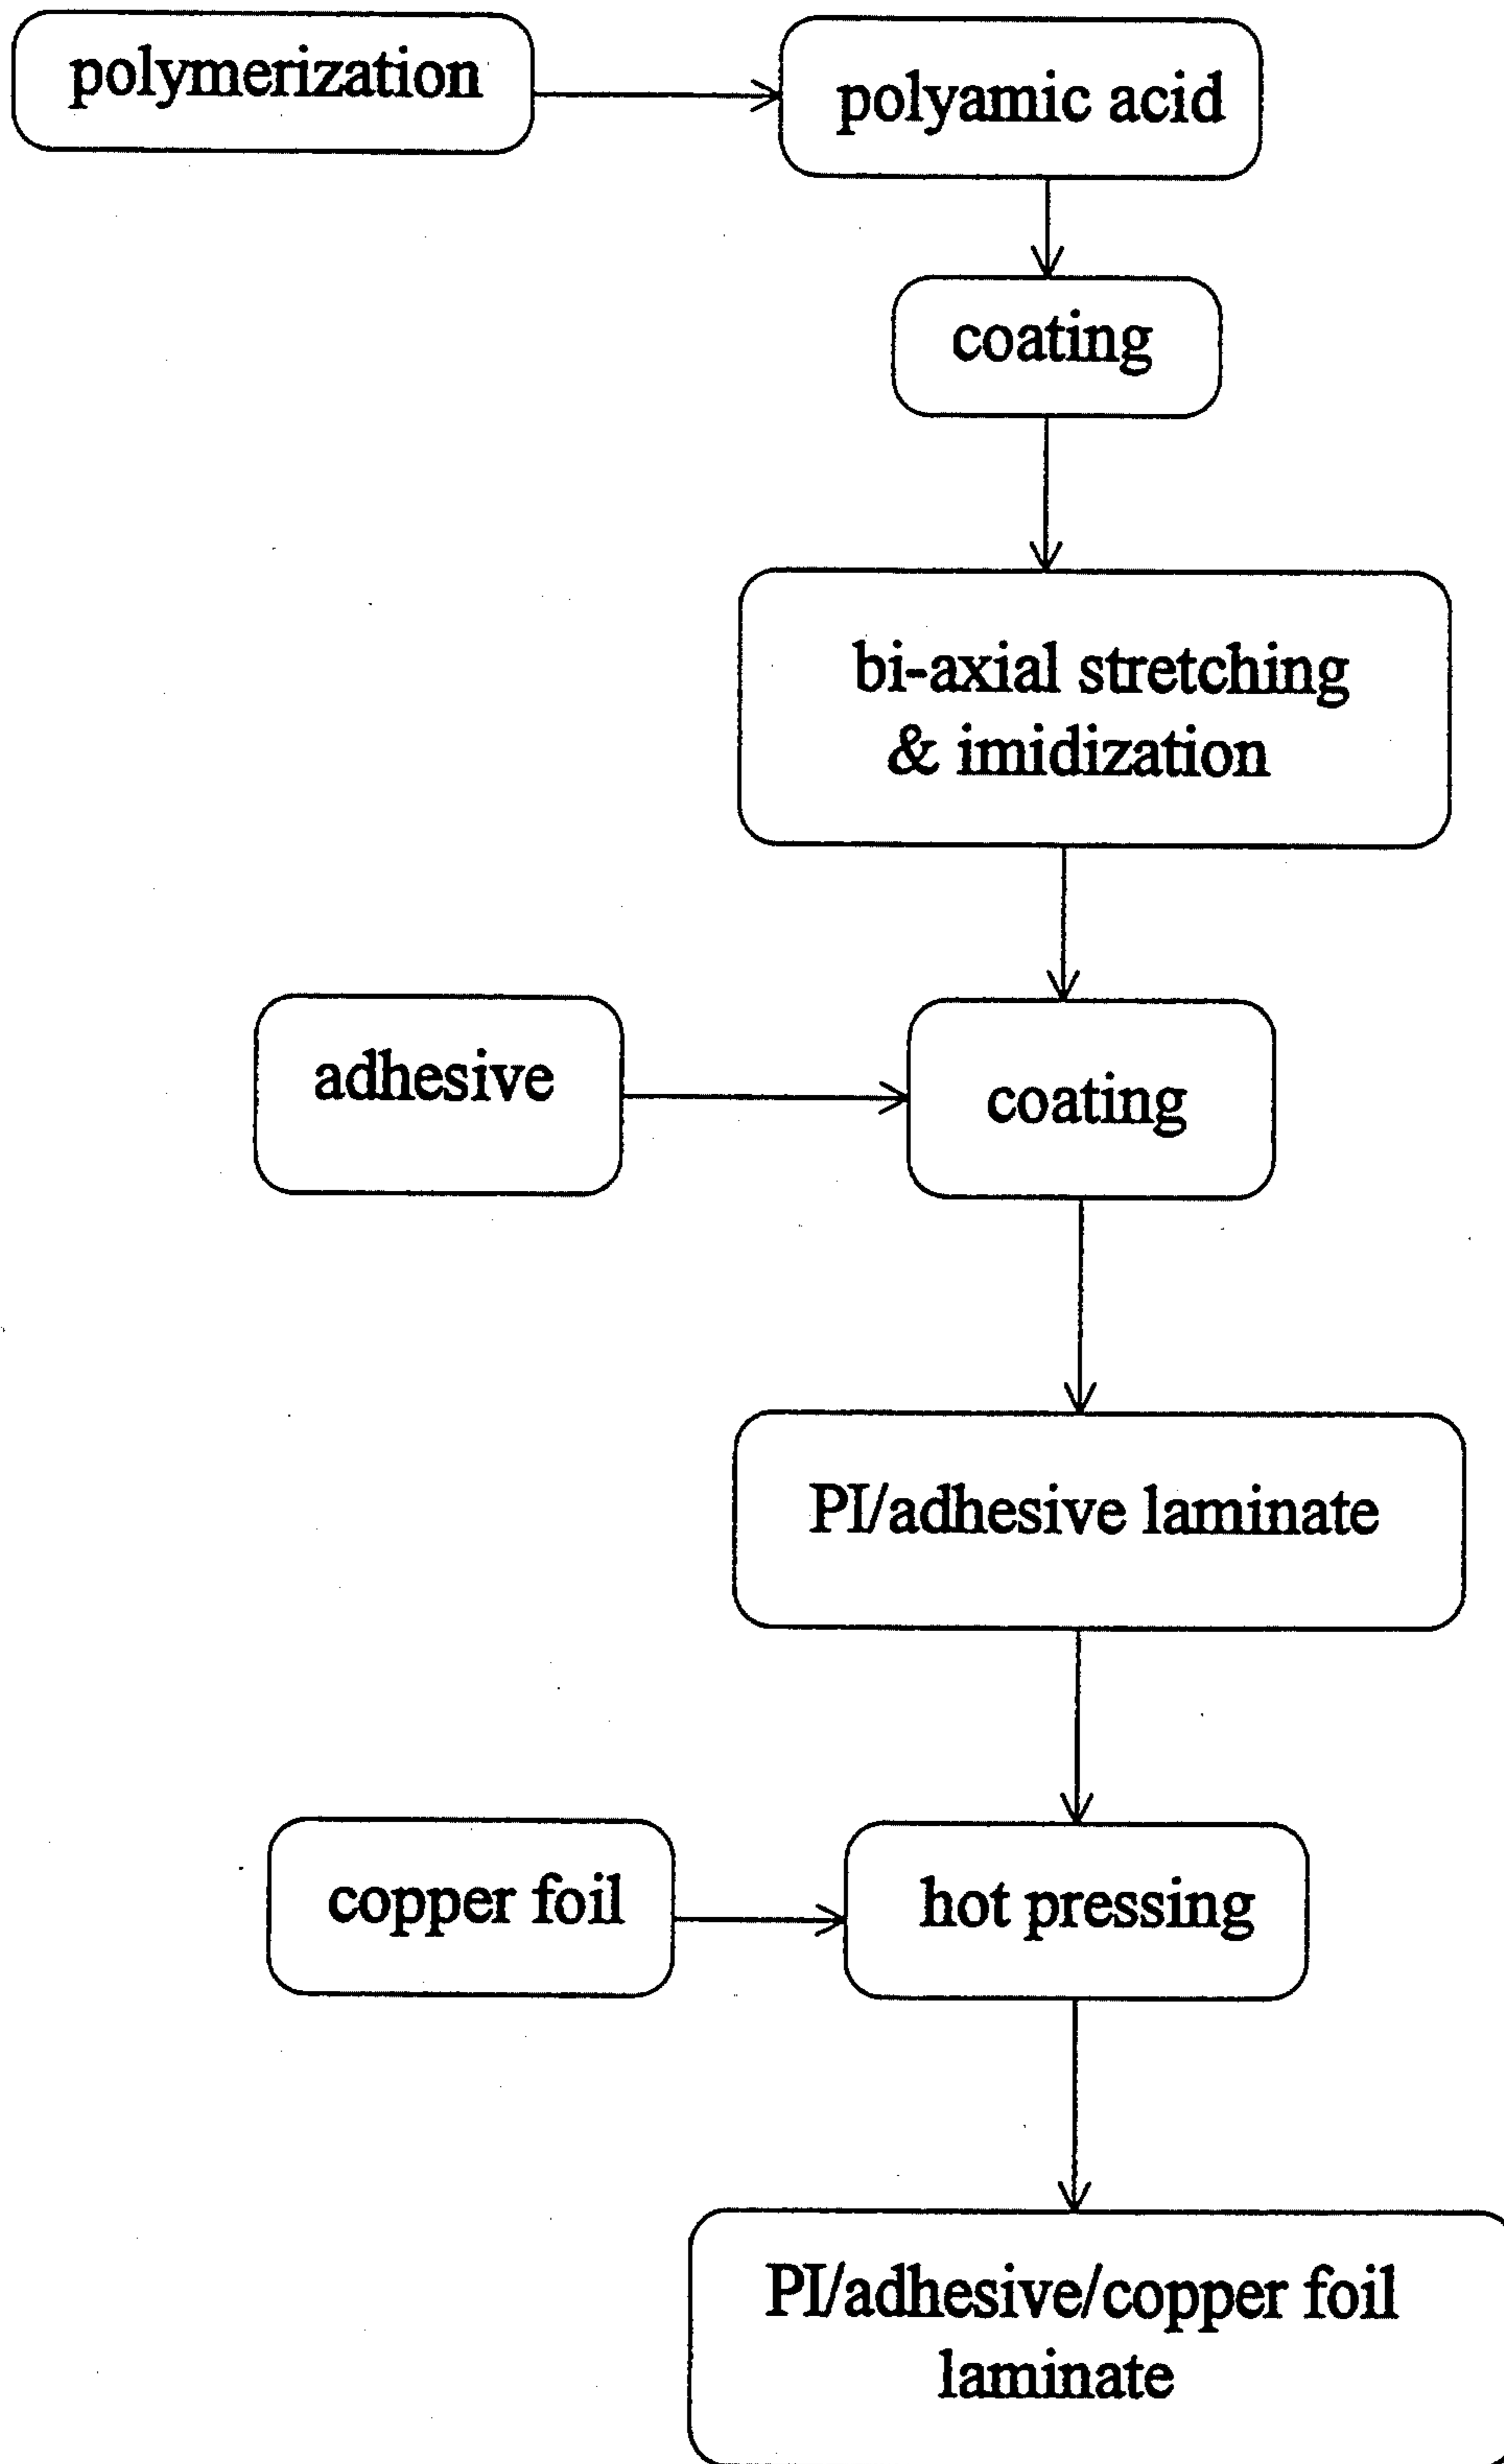 polymerization
polyamic acid
coating
bi-axial stretching
& imidization
adhesive
coating
PI/adhesive laminate
copper foil
hot pressing
PI/adhesive/copper foil
laminate